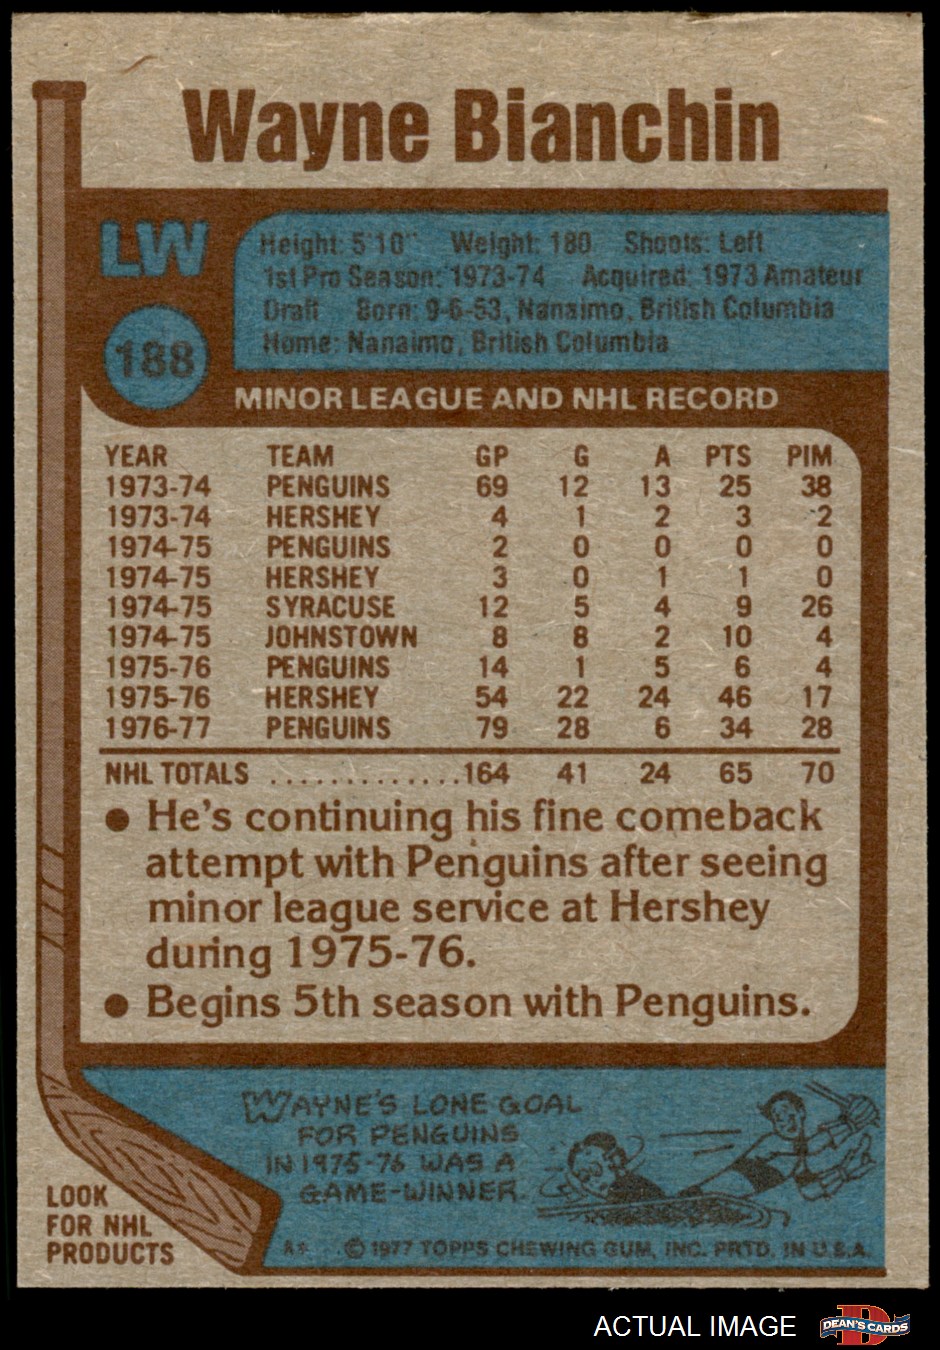 Wayne Bianchin
LW
Height: 5'10" Weight: 180 Shoots: Left
1st Pro Season: 1973-74 Acquired: 1973 Amateur
Draft Born: 9-6-53, Nanaimo, British Columbia
Home: Nanaimo, British Columbia
188
MINOR LEAGUE AND NHL RECORD
YEAR TEAM GP G A PTS PIM
1973-74 PENGUINS 69 12 13 25 38
1973-74 HERSHEY 4 1 2 3 2
1974-75 PENGUINS 2 0 0 0 0
1974-75 HERSHEY 3 0 1 1 0
1974-75 SYRACUSE 12 5 4 9 26
1974-75 JOHNSTOWN 8 8 2 10 4
1975-76 PENGUINS 14 1 5 6 4
1975-76 HERSHEY 54 22 24 46 17
1976-77 PENGUINS 79 28 6 34 28
NHL TOTALS .............164 41 24 65 70
● He's continuing his fine comeback
attempt with Penguins after seeing
minor league service at Hershey
during 1975-76.
● Begins 5th season with Penguins.
WAYNE'S LONE GOAL
FOR PENGUINS
IN 1975-76 WAS A
GAME-WINNER.
LOOK
FOR NHL
PRODUCTS
A* © 1977 TOPPS CHEWING GUM, INC. PRTD. IN U.S.A.
ACTUAL IMAGE
D
DEAN'S CARDS